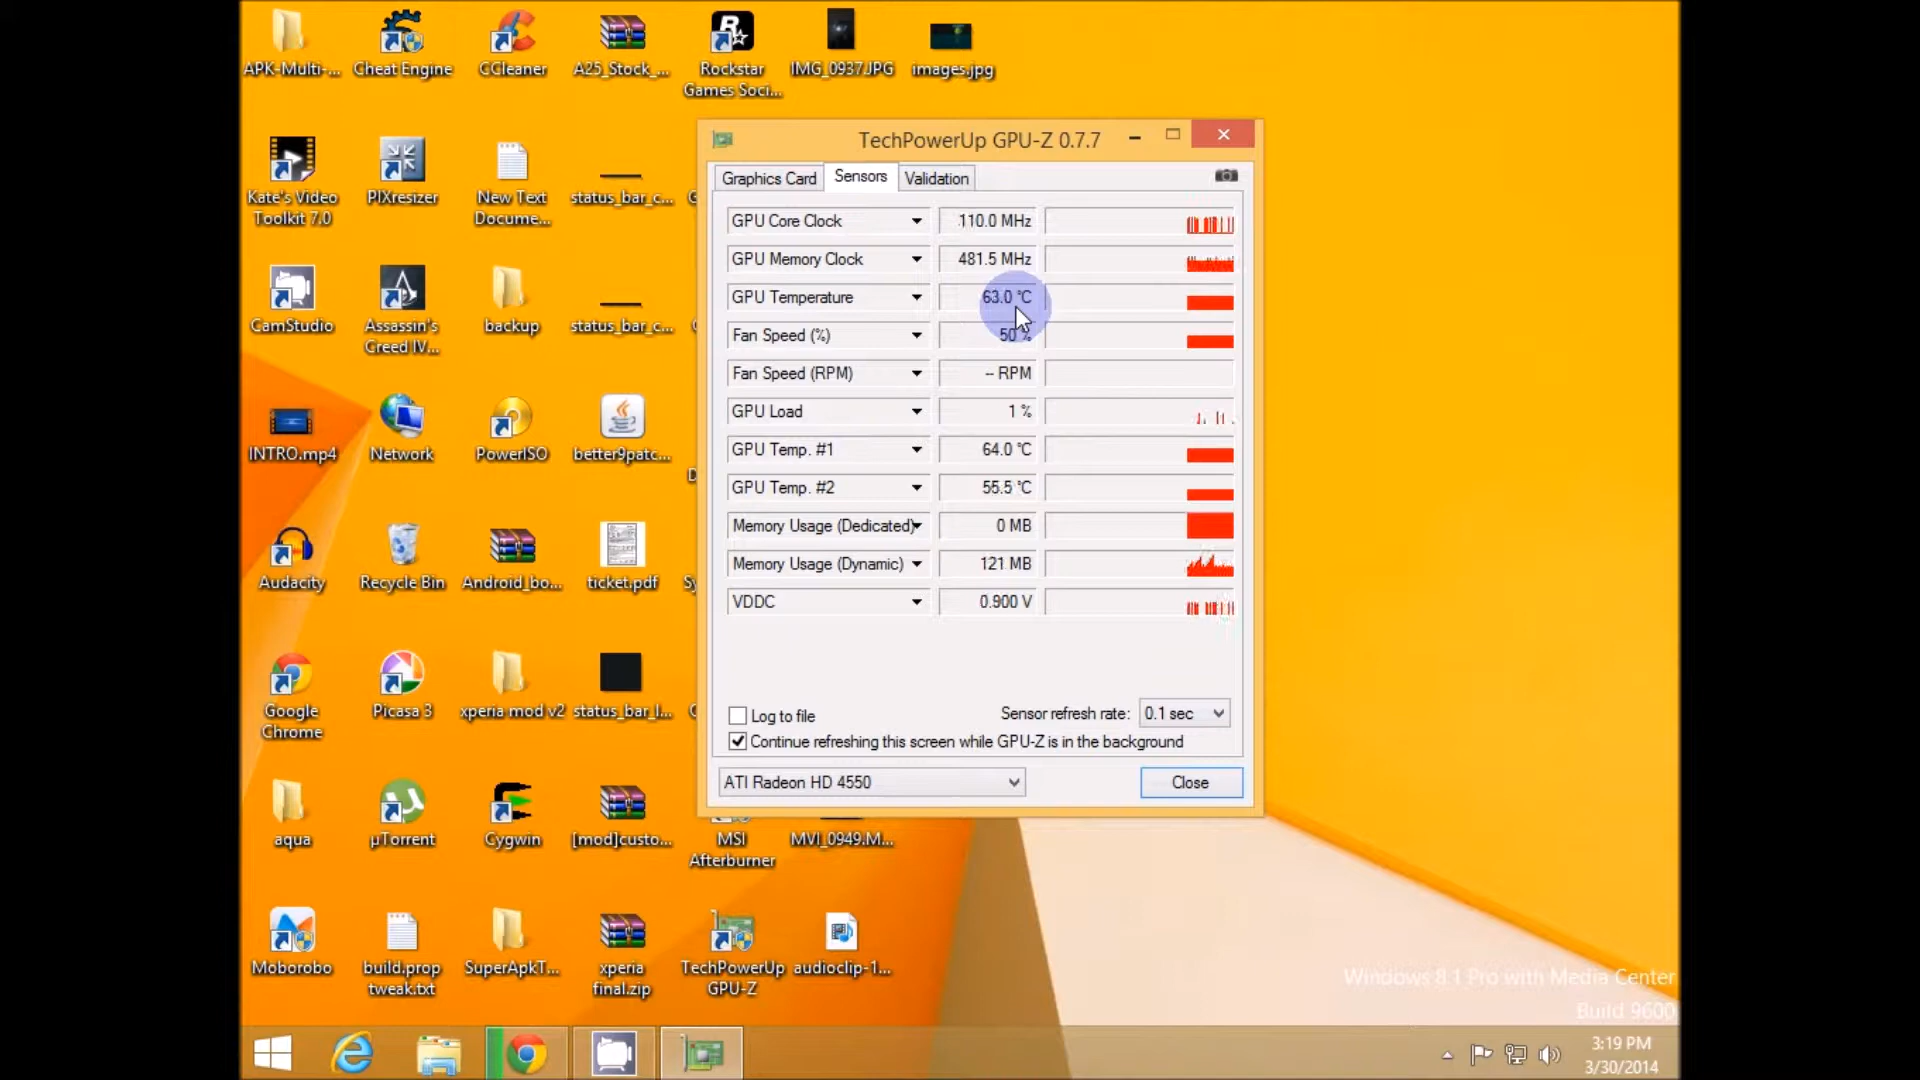 APK-Multi-...
Cheat Engine
CCleaner
A25_Stock_...
Rockstar
Games Soci...
IMG_0937.JPG
images.jpg
Kate's Video
Toolkit 7.0
PIXresizer
New Text
Docume...
status_bar_c...
CamStudio
Assassin's
Creed IV...
backup
status_bar_c...
INTRO.mp4
Network
PowerISO
better9patc...
Audacity
Recycle Bin
Android_bo...
ticket.pdf
Google
Chrome
Picasa 3
xperia mod v2
status_bar_l...
aqua
µTorrent
Cygwin
[mod]custo...
MSI
Afterburner
MVI_0949.M...
Moborobo
build.prop
tweak.txt
SuperApkT...
xperia
final.zip
TechPowerUp
GPU-Z
audioclip-1...
TechPowerUp GPU-Z 0.7.7
Graphics Card
Sensors
Validation
GPU Core Clock 110.0 MHz
GPU Memory Clock 481.5 MHz
GPU Temperature 63.0 °C
Fan Speed (%) 50 %
Fan Speed (RPM) -- RPM
GPU Load 1 %
GPU Temp. #1 64.0 °C
GPU Temp. #2 55.5 °C
Memory Usage (Dedicated) 0 MB
Memory Usage (Dynamic) 121 MB
VDDC 0.900 V
Log to file
Sensor refresh rate: 0.1 sec
Continue refreshing this screen while GPU-Z is in the background
ATI Radeon HD 4550
Close
Windows 8.1 Pro with Media Center
Build 9600
3:19 PM
3/30/2014